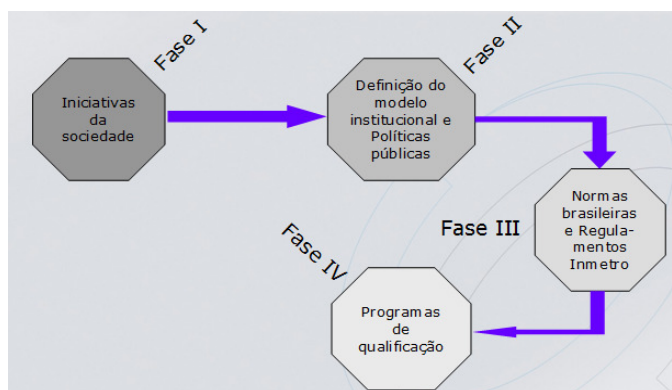 Fase I
Iniciativas
da
sociedade
Fase II
Definição do
modelo
institucional e
Políticas
públicas
Fase III
Normas
brasileiras
e Regula-
mentos
Inmetro
Fase IV
Programas
de
qualificação